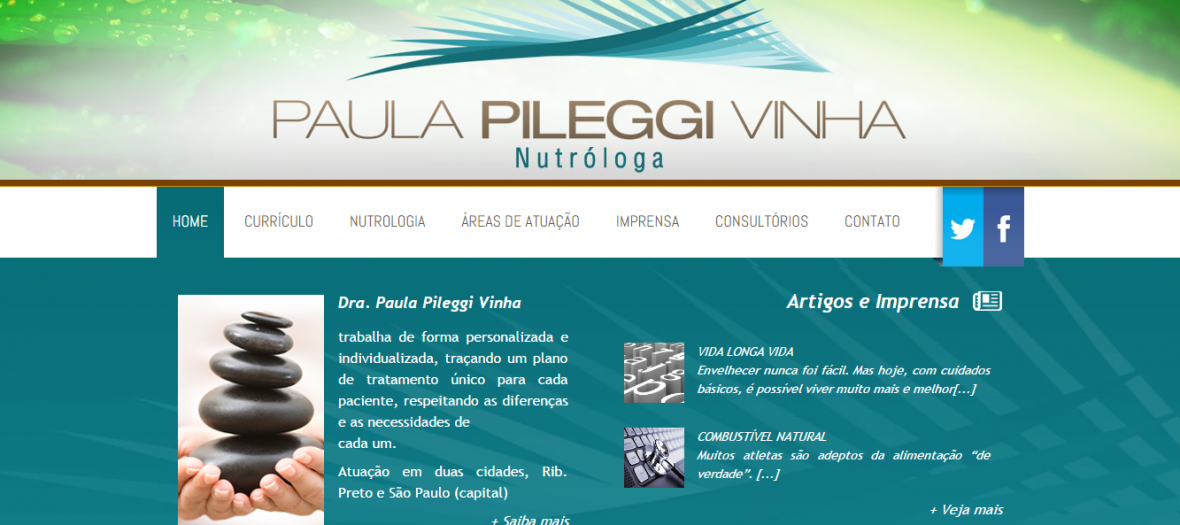 PAULA PILEGGI VINHA
Nutróloga
HOME
CURRÍCULO
NUTROLOGIA
ÁREAS DE ATUAÇÃO
IMPRENSA
CONSULTÓRIOS
CONTATO
Dra. Paula Pileggi Vinha
trabalha de forma personalizada e
individualizada, traçando um plano
de tratamento único para cada
paciente, respeitando as diferenças
e as necessidades de
cada um.
Atuação em duas cidades, Rib.
Preto e São Paulo (capital)
+ Saiba mais
Artigos e Imprensa
VIDA LONGA VIDA
Envelhecer nunca foi fácil. Mas hoje, com cuidados
básicos, é possível viver muito mais e melhor[...]
COMBUSTÍVEL NATURAL
Muitos atletas são adeptos da alimentação “de
verdade”. [...]
+ Veja mais